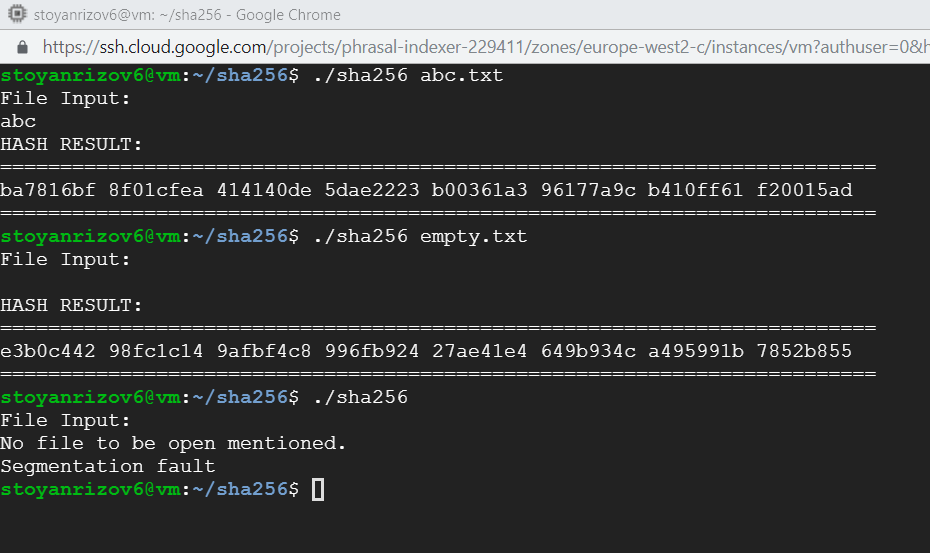 stoyanrizov6@vm: ~/sha256 - Google Chrome
https://ssh.cloud.google.com/projects/phrasal-indexer-229411/zones/europe-west2-c/instances/vm?authuser=0&h
stoyanrizov6@vm:~/sha256$ ./sha256 abc.txt
File Input:
abc
HASH RESULT:
=========================================================================
ba7816bf 8f01cfea 414140de 5dae2223 b00361a3 96177a9c b410ff61 f20015ad
=========================================================================
stoyanrizov6@vm:~/sha256$ ./sha256 empty.txt
File Input:

HASH RESULT:
=========================================================================
e3b0c442 98fc1c14 9afbf4c8 996fb924 27ae41e4 649b934c a495991b 7852b855
=========================================================================
stoyanrizov6@vm:~/sha256$ ./sha256
File Input:
No file to be open mentioned.
Segmentation fault
stoyanrizov6@vm:~/sha256$